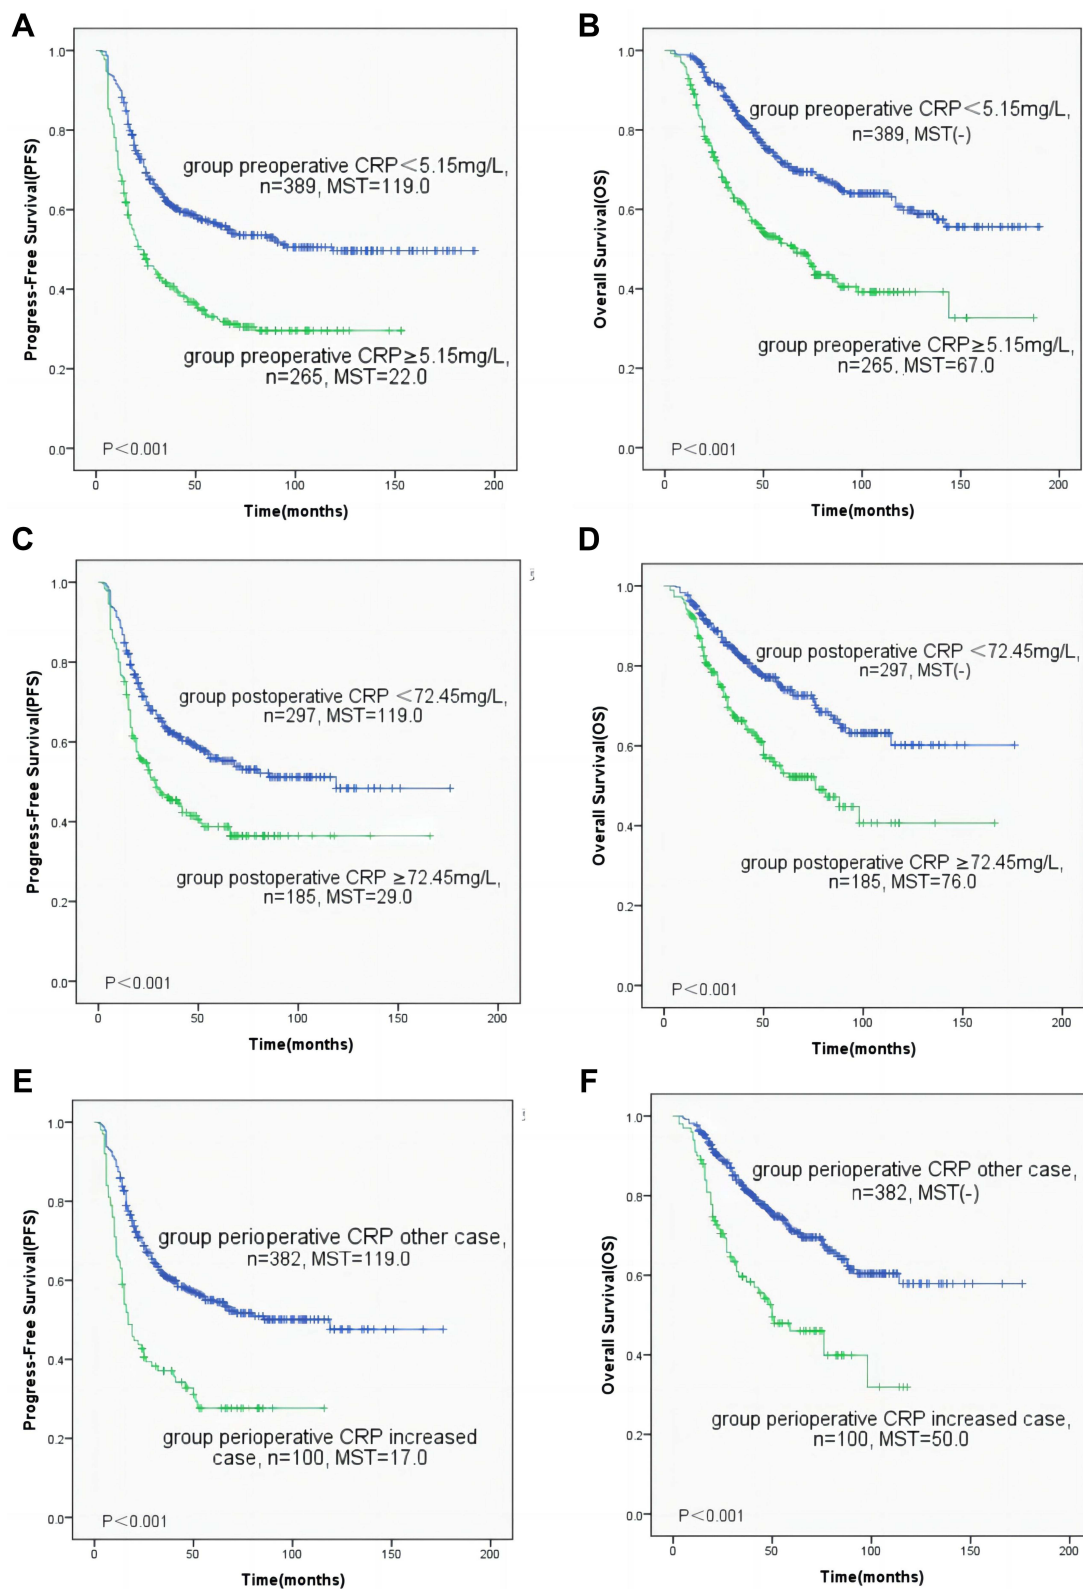 A
Progress-Free Survival(PFS)
1.0
0.8
0.6
0.4
0.2
0.0
group preoperative CRP<5.15mg/L,
n=389, MST=119.0
group preoperative CRP≥5.15mg/L,
n=265, MST=22.0
P<0.001
0 50 100 150 200
Time(months)
B
Overall Survival(OS)
1.0
0.8
0.6
0.4
0.2
0.0
group preoperative CRP<5.15mg/L,
n=389, MST(-)
group preoperative CRP≥5.15mg/L,
n=265, MST=67.0
P<0.001
0 50 100 150 200
Time(months)
C
Progress-Free Survival(PFS)
1.0
0.8
0.6
0.4
0.2
0.0
group postoperative CRP <72.45mg/L,
n=297, MST=119.0
group postoperative CRP ≥72.45mg/L,
n=185, MST=29.0
P<0.001
0 50 100 150 200
Time(months)
D
Overall Survival(OS)
1.0
0.8
0.6
0.4
0.2
0.0
group postoperative CRP <72.45mg/L,
n=297, MST(-)
group postoperative CRP ≥72.45mg/L,
n=185, MST=76.0
P<0.001
0 50 100 150 200
Time(months)
E
Progress-Free Survival(PFS)
1.0
0.8
0.6
0.4
0.2
0.0
group perioperative CRP other case,
n=382, MST=119.0
group perioperative CRP increased
case, n=100, MST=17.0
P<0.001
0 50 100 150 200
Time(months)
F
Overall Survival(OS)
1.0
0.8
0.6
0.4
0.2
0.0
group perioperative CRP other case,
n=382, MST(-)
group perioperative CRP increased case,
n=100, MST=50.0
P<0.001
0 50 100 150 200
Time(months)